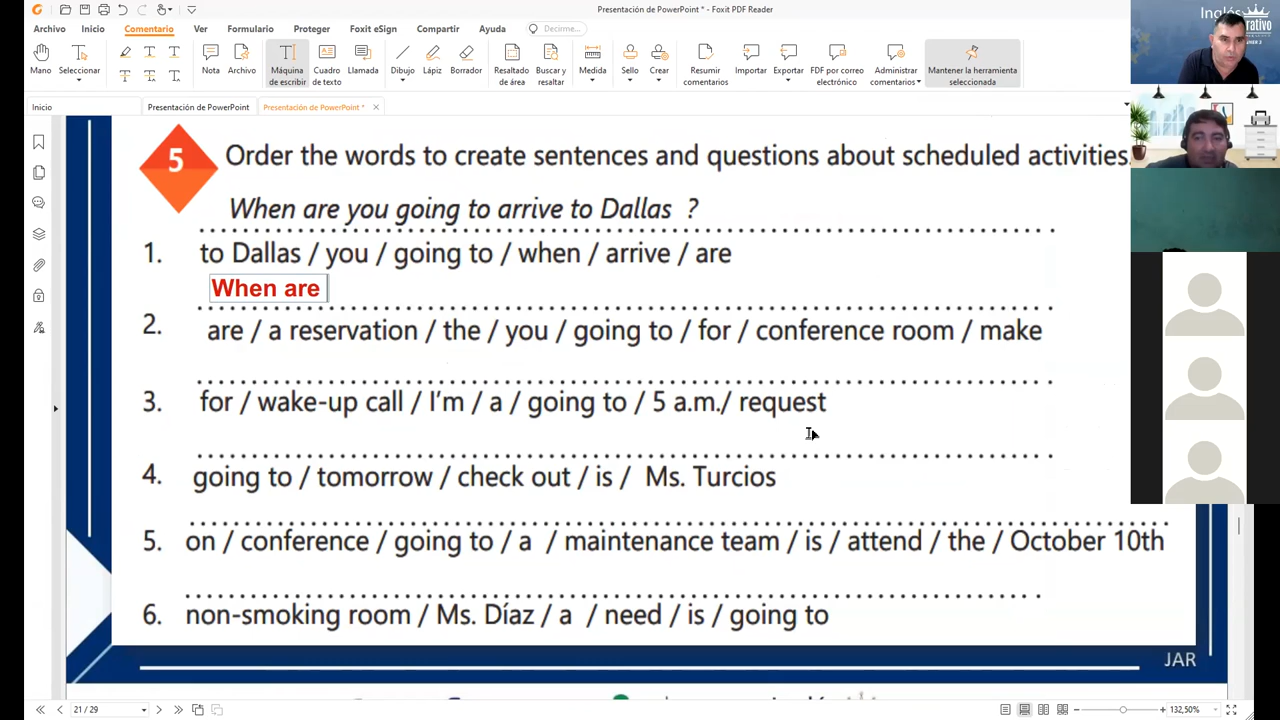 Presentación de PowerPoint * - Foxit PDF Reader
Archivo Inicio Comentario Ver Formulario Proteger Foxit eSign Compartir Ayuda Decirme...
Mano Seleccionar Nota Archivo Máquina de escribir Cuadro de texto Llamada Dibujo Lápiz Borrador Resaltado de área Buscar y resaltar Medida Sello Crear Resumir comentarios Importar Exportar PDF por correo electrónico Administrar comentarios Mantener la herramienta seleccionada
Inicio Presentación de PowerPoint Presentación de PowerPoint *
Inglés
5 Order the words to create sentences and questions about scheduled activities.
When are you going to arrive to Dallas ?
1. to Dallas / you / going to / when / arrive / are
When are
2. are / a reservation / the / you / going to / for / conference room / make
3. for / wake-up call / I'm / a / going to / 5 a.m./ request
4. going to / tomorrow / check out / is / Ms. Turcios
5. on / conference / going to / a / maintenance team / is / attend / the / October 10th
6. non-smoking room / Ms. Díaz / a / need / is / going to
JAR
21 / 29
132,50%